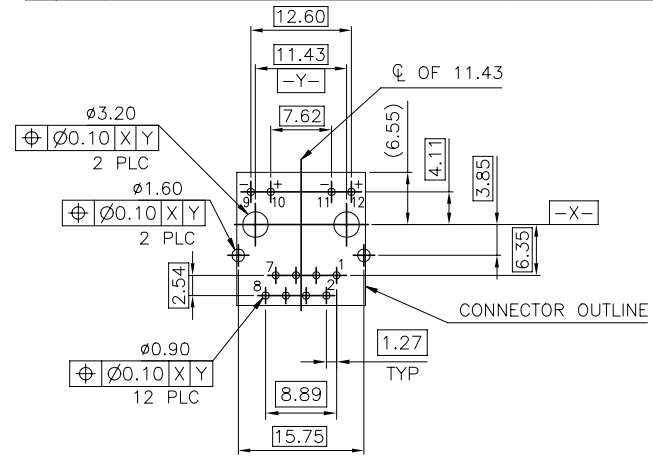 12.60
11.43
-Y-
℄ OF 11.43
7.62
ø3.20
⌖ Ø0.10 X Y
2 PLC
(6.55)
4.11
3.85
- + - +
9 10 11 12
ø1.60
⌖ Ø0.10 X Y
2 PLC
-X-
6.35
7 1
2.54
8 2
CONNECTOR OUTLINE
ø0.90
⌖ Ø0.10 X Y
12 PLC
1.27
TYP
8.89
15.75